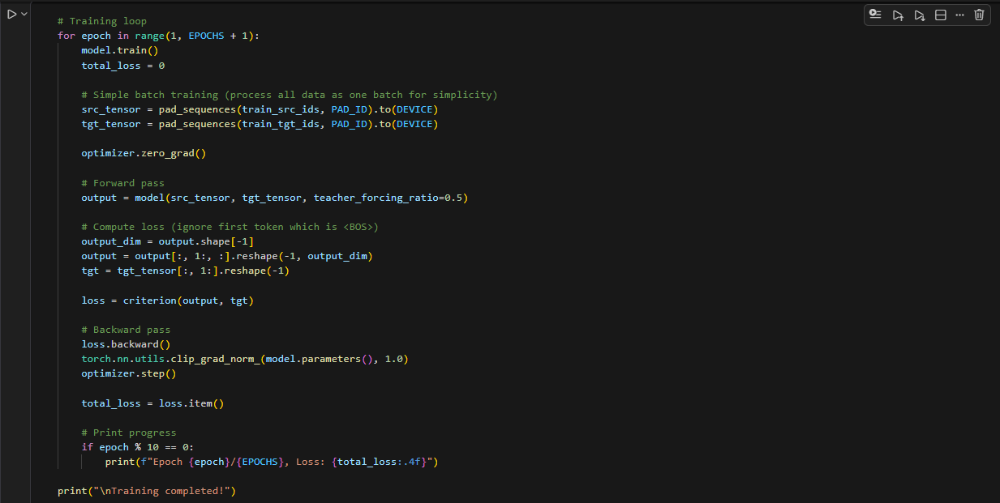 # Training loop
for epoch in range(1, EPOCHS + 1):
    model.train()
    total_loss = 0

    # Simple batch training (process all data as one batch for simplicity)
    src_tensor = pad_sequences(train_src_ids, PAD_ID).to(DEVICE)
    tgt_tensor = pad_sequences(train_tgt_ids, PAD_ID).to(DEVICE)

    optimizer.zero_grad()

    # Forward pass
    output = model(src_tensor, tgt_tensor, teacher_forcing_ratio=0.5)

    # Compute loss (ignore first token which is <BOS>)
    output_dim = output.shape[-1]
    output = output[:, 1:, :].reshape(-1, output_dim)
    tgt = tgt_tensor[:, 1:].reshape(-1)

    loss = criterion(output, tgt)

    # Backward pass
    loss.backward()
    torch.nn.utils.clip_grad_norm_(model.parameters(), 1.0)
    optimizer.step()

    total_loss = loss.item()

    # Print progress
    if epoch % 10 == 0:
        print(f"Epoch {epoch}/{EPOCHS}, Loss: {total_loss:.4f}")

print("\nTraining completed!")